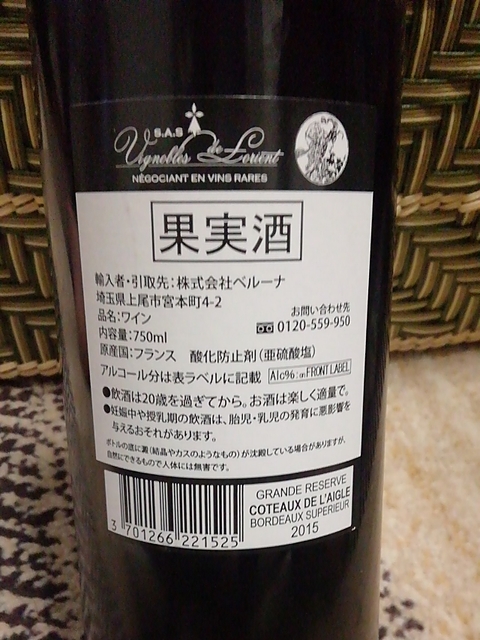 S.A.S
Vignobles de Lorient
NÉGOCIANT EN VINS RARES
果実酒
輸入者・引取先：株式会社ベルーナ
埼玉県上尾市宮本町4-2
品名：ワイン
お問い合わせ先
0120-559-950
内容量：750ml
原産国：フランス 酸化防止剤（亜硫酸塩）
アルコール分は表ラベルに記載 Alc%:on FRONT LABEL
●飲酒は20歳を過ぎてから。お酒は楽しく適量で。
●妊娠中や授乳期の飲酒は、胎児・乳児の発育に悪影響を
与えるおそれがあります。
ボトルの底に澱（結晶やカスのようなもの）が沈殿している場合がありますが、
自然にできるもので人体には無害です。
GRANDE RESERVE
COTEAUX DE L'AIGLE
BORDEAUX SUPERIEUR
2015
3 701266 221525